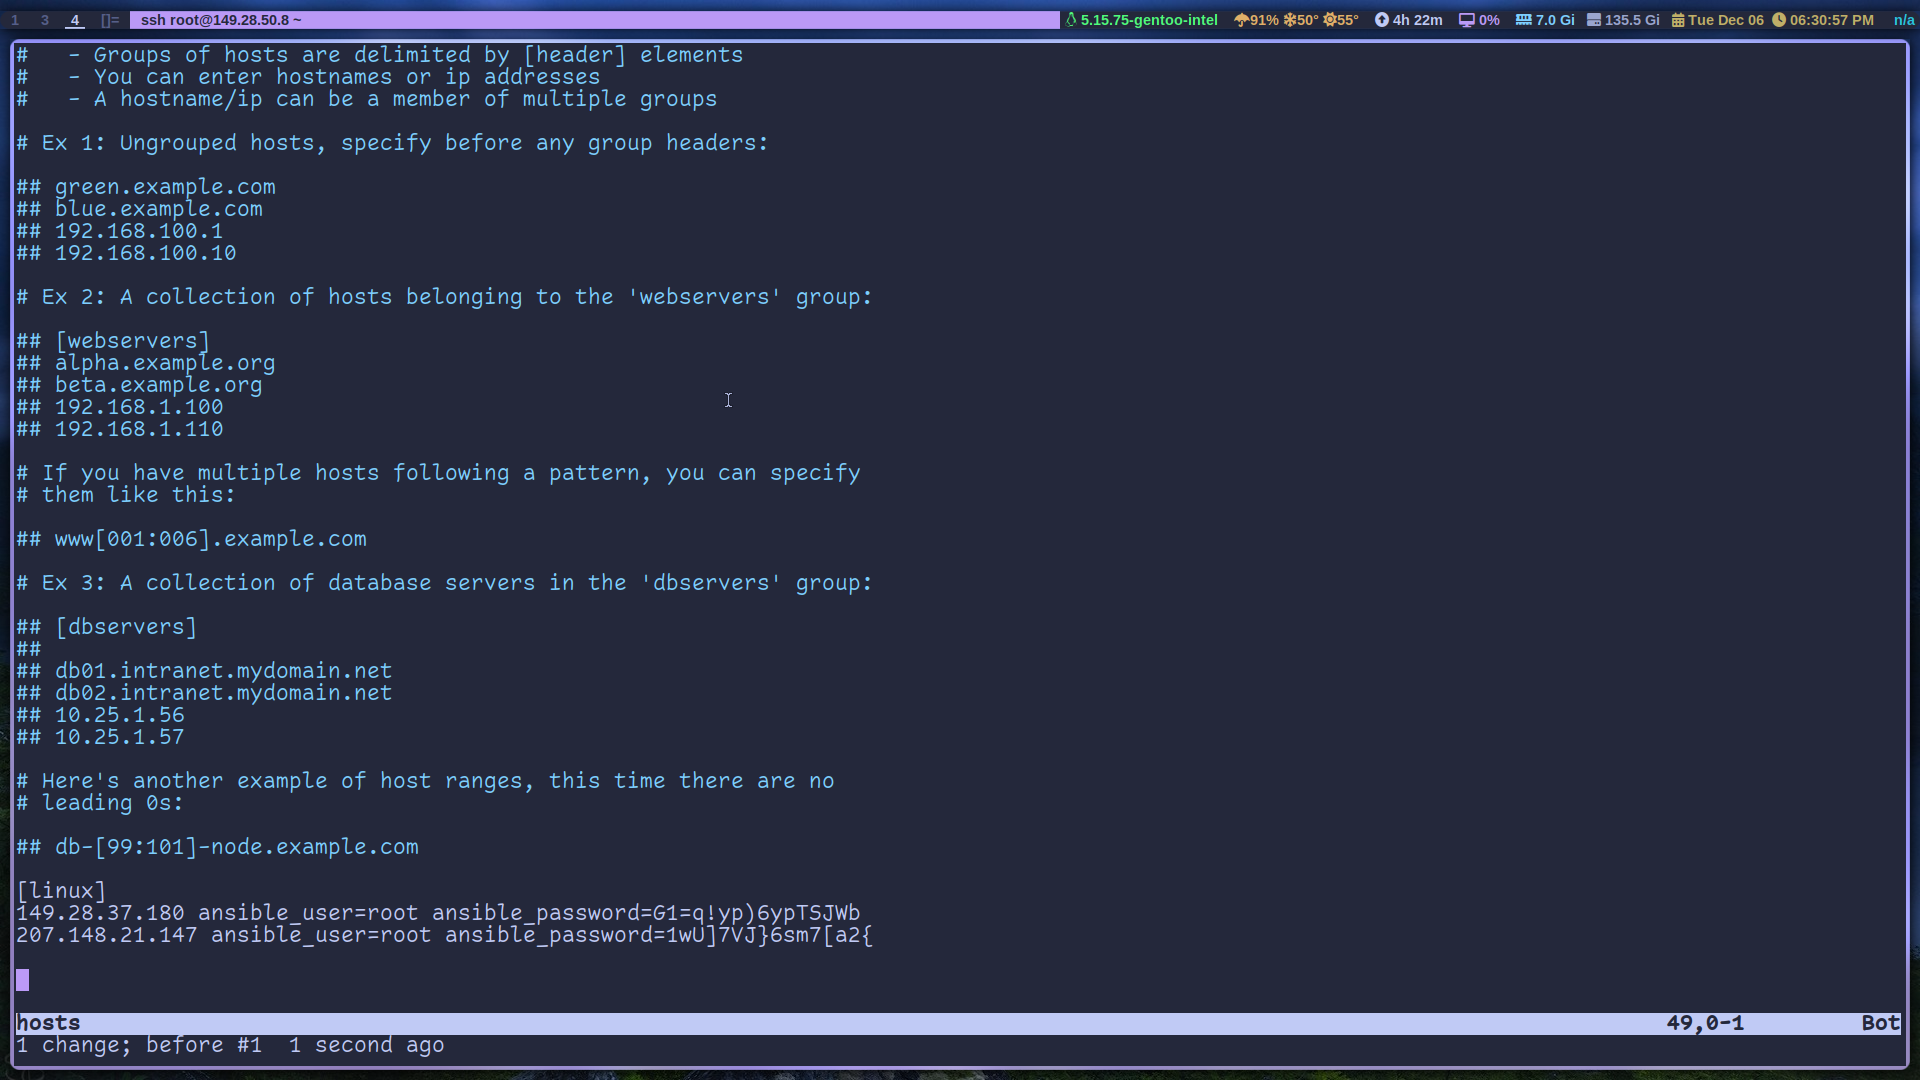 1 3 4 []= ssh root@149.28.50.8 ~ 5.15.75-gentoo-intel 91% 50° 55° 4h 22m 0% 7.0 Gi 135.5 Gi Tue Dec 06 06:30:57 PM n/a
#   - Groups of hosts are delimited by [header] elements
#   - You can enter hostnames or ip addresses
#   - A hostname/ip can be a member of multiple groups
# Ex 1: Ungrouped hosts, specify before any group headers:
## green.example.com
## blue.example.com
## 192.168.100.1
## 192.168.100.10
# Ex 2: A collection of hosts belonging to the 'webservers' group:
## [webservers]
## alpha.example.org
## beta.example.org
## 192.168.1.100
## 192.168.1.110
# If you have multiple hosts following a pattern, you can specify
# them like this:
## www[001:006].example.com
# Ex 3: A collection of database servers in the 'dbservers' group:
## [dbservers]
##
## db01.intranet.mydomain.net
## db02.intranet.mydomain.net
## 10.25.1.56
## 10.25.1.57
# Here's another example of host ranges, this time there are no
# leading 0s:
## db-[99:101]-node.example.com
[linux]
149.28.37.180 ansible_user=root ansible_password=G1=q!yp)6ypTSJWb
207.148.21.147 ansible_user=root ansible_password=1wU]7VJ}6sm7[a2{
hosts 49,0-1 Bot
1 change; before #1  1 second ago